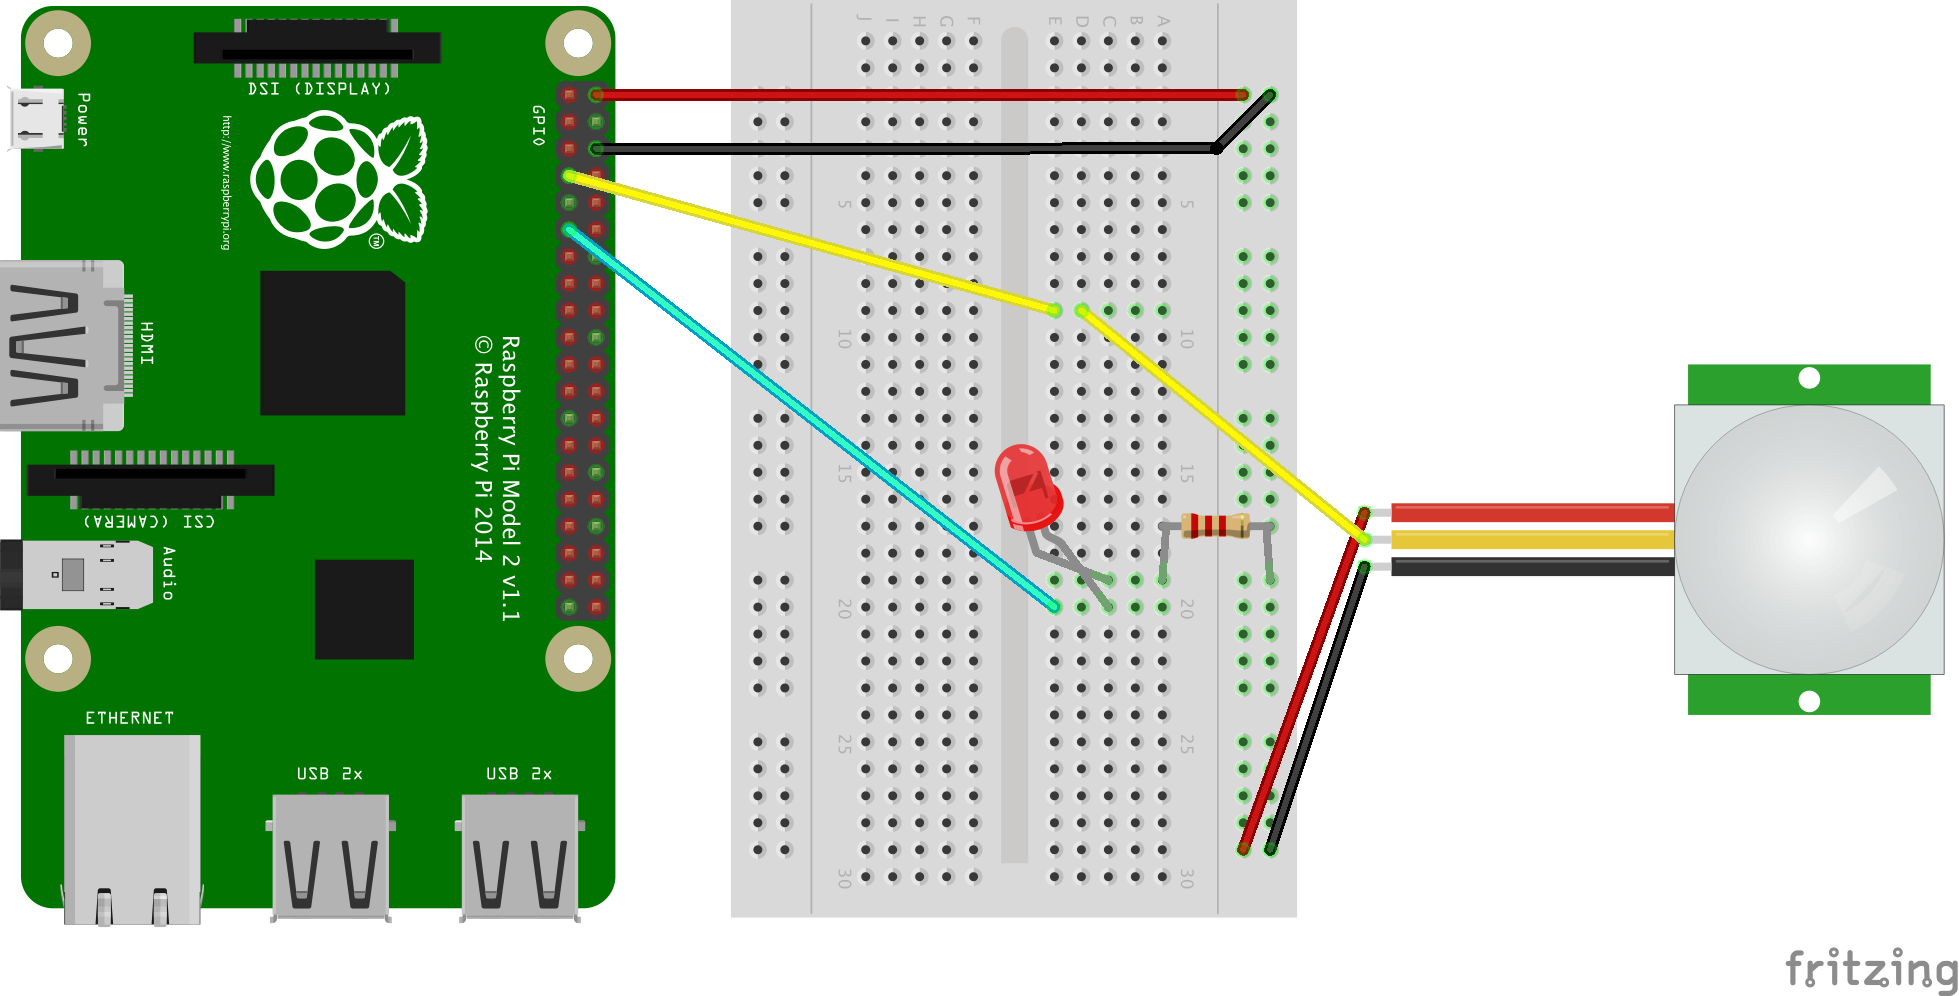 DSI (DISPLAY)
Power
http://www.raspberrypi.org
TM
GPIO
HDMI
Raspberry Pi Model 2 v1.1
© Raspberry Pi 2014
CSI (CAMERA)
Audio
ETHERNET
USB 2x
USB 2x
J I H G F E D C B A
5 5
10 10
15 15
20 20
25 25
30 30
fritzing